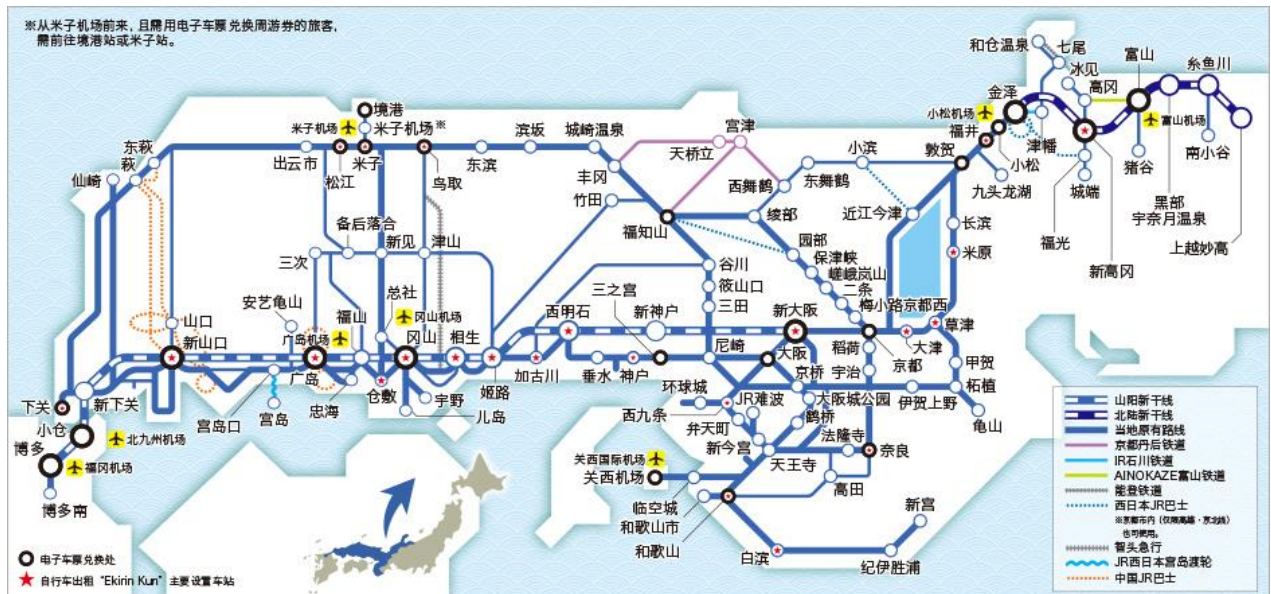 ※从米子机场前来，且需用电子车票兑换周游券的旅客，
需前往境港站或米子站。
和仓温泉
七尾
冰见
富山
糸鱼川
金泽
高冈
小松机场
富山机场
福井
津幡
小松
敦贺
九头龙湖
城端
猪谷
南小谷
福光
黑部
宇奈月温泉
新高冈
上越妙高
境港
米子机场
米子机场※
东萩
萩
仙崎
出云市
松江
米子
鸟取
东滨
滨坂
城崎温泉
宫津
天桥立
丰冈
竹田
西舞鹤
东舞鹤
小滨
近江今津
福知山
绫部
长滨
米原
备后落合
三次
新见
津山
园部
保津峡
嵯峨岚山
二条
梅小路京都西
谷川
筱山口
三田
三之宫
安艺龟山
福山
总社
冈山机场
冈山
相生
西明石
新神户
新大阪
草津
山口
新山口
广岛机场
广岛
宫岛口
宫岛
忠海
仓敷
宇野
儿岛
姬路
加古川
垂水
神户
尼崎
大阪
稻荷
京都
大津
甲贺
柘植
龟山
伊贺上野
宇治
京桥
环球城
JR难波
大阪城公园
西九条
弁天町
鹤桥
新今宫
法隆寺
奈良
天王寺
高田
关西国际机场
关西机场
临空城
和歌山市
和歌山
白滨
纪伊胜浦
新宫
下关
新下关
小仓
北九州机场
博多
福冈机场
博多南
电子车票兑换处
自行车出租 "Ekirin Kun" 主要设置车站
山阳新干线
北陆新干线
当地原有路线
京都丹后铁道
IR石川铁道
AINOKAZE富山铁道
能登铁道
西日本JR巴士
※京都市内（仅限高雄・京北线）
也可使用。
智头急行
JR西日本宫岛渡轮
中国JR巴士